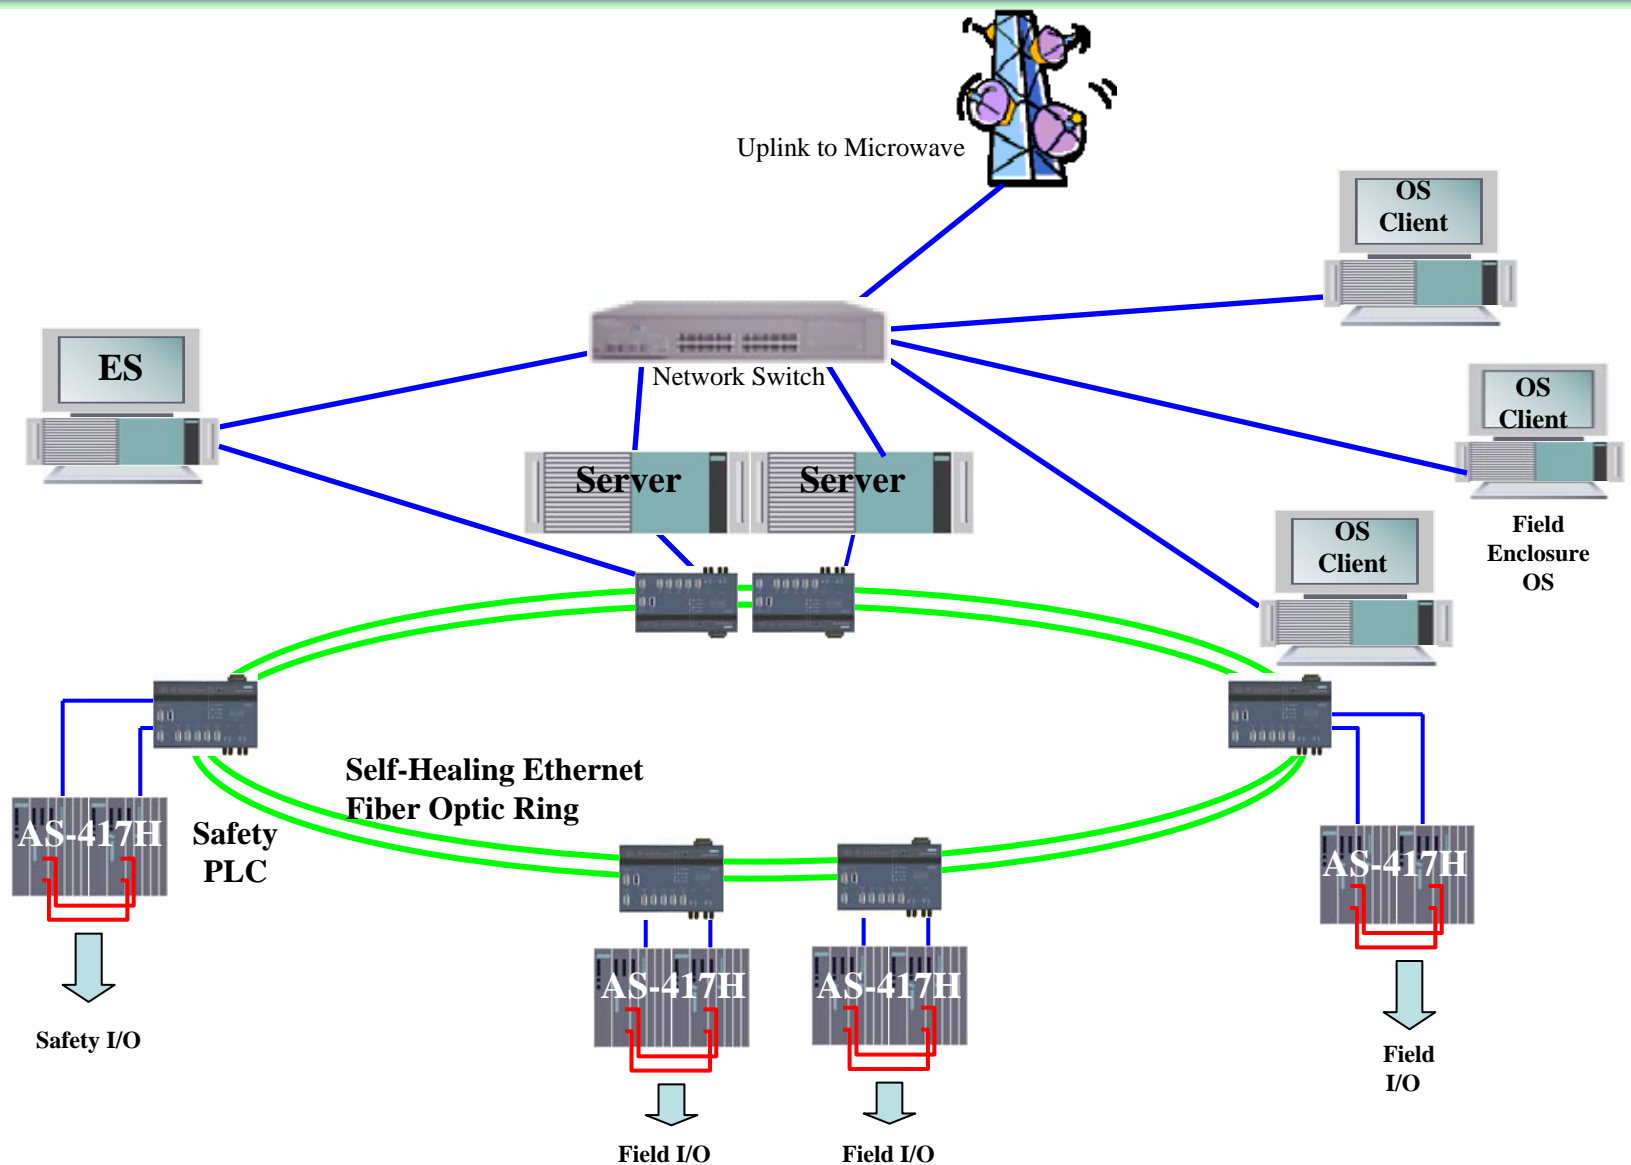 Uplink to Microwave
OS
Client
ES
Network Switch
OS
Client
Server
Server
Field
Enclosure
OS
OS
Client
Self-Healing Ethernet
Fiber Optic Ring
AS-417H
Safety
PLC
AS-417H
AS-417H
AS-417H
Safety I/O
Field
I/O
Field I/O
Field I/O